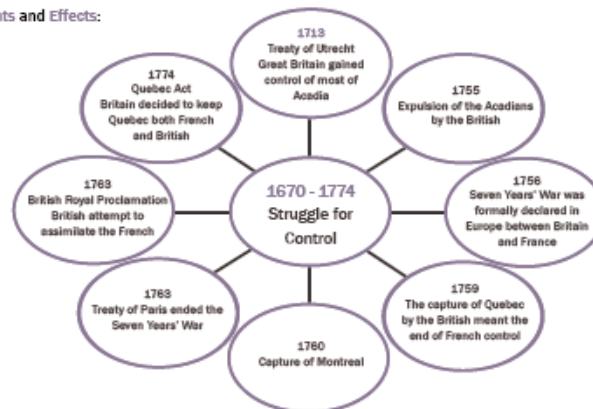 and Effects:
1713
Treaty of Utrecht
Great Britain gained
control of most of
Acadia
1755
Expulsion of the Acadians
by the British
1756
Seven Years' War was
formally declared in
Europe between Britain
and France
1759
The capture of Quebec
by the British meant the
end of French control
1760
Capture of Montreal
1763
Treaty of Paris ended the
Seven Years' War
1763
British Royal Proclamation
British attempt to
assimilate the French
1774
Quebec Act
Britain decided to keep
Quebec both French
and British
1670 - 1774
Struggle for
Control